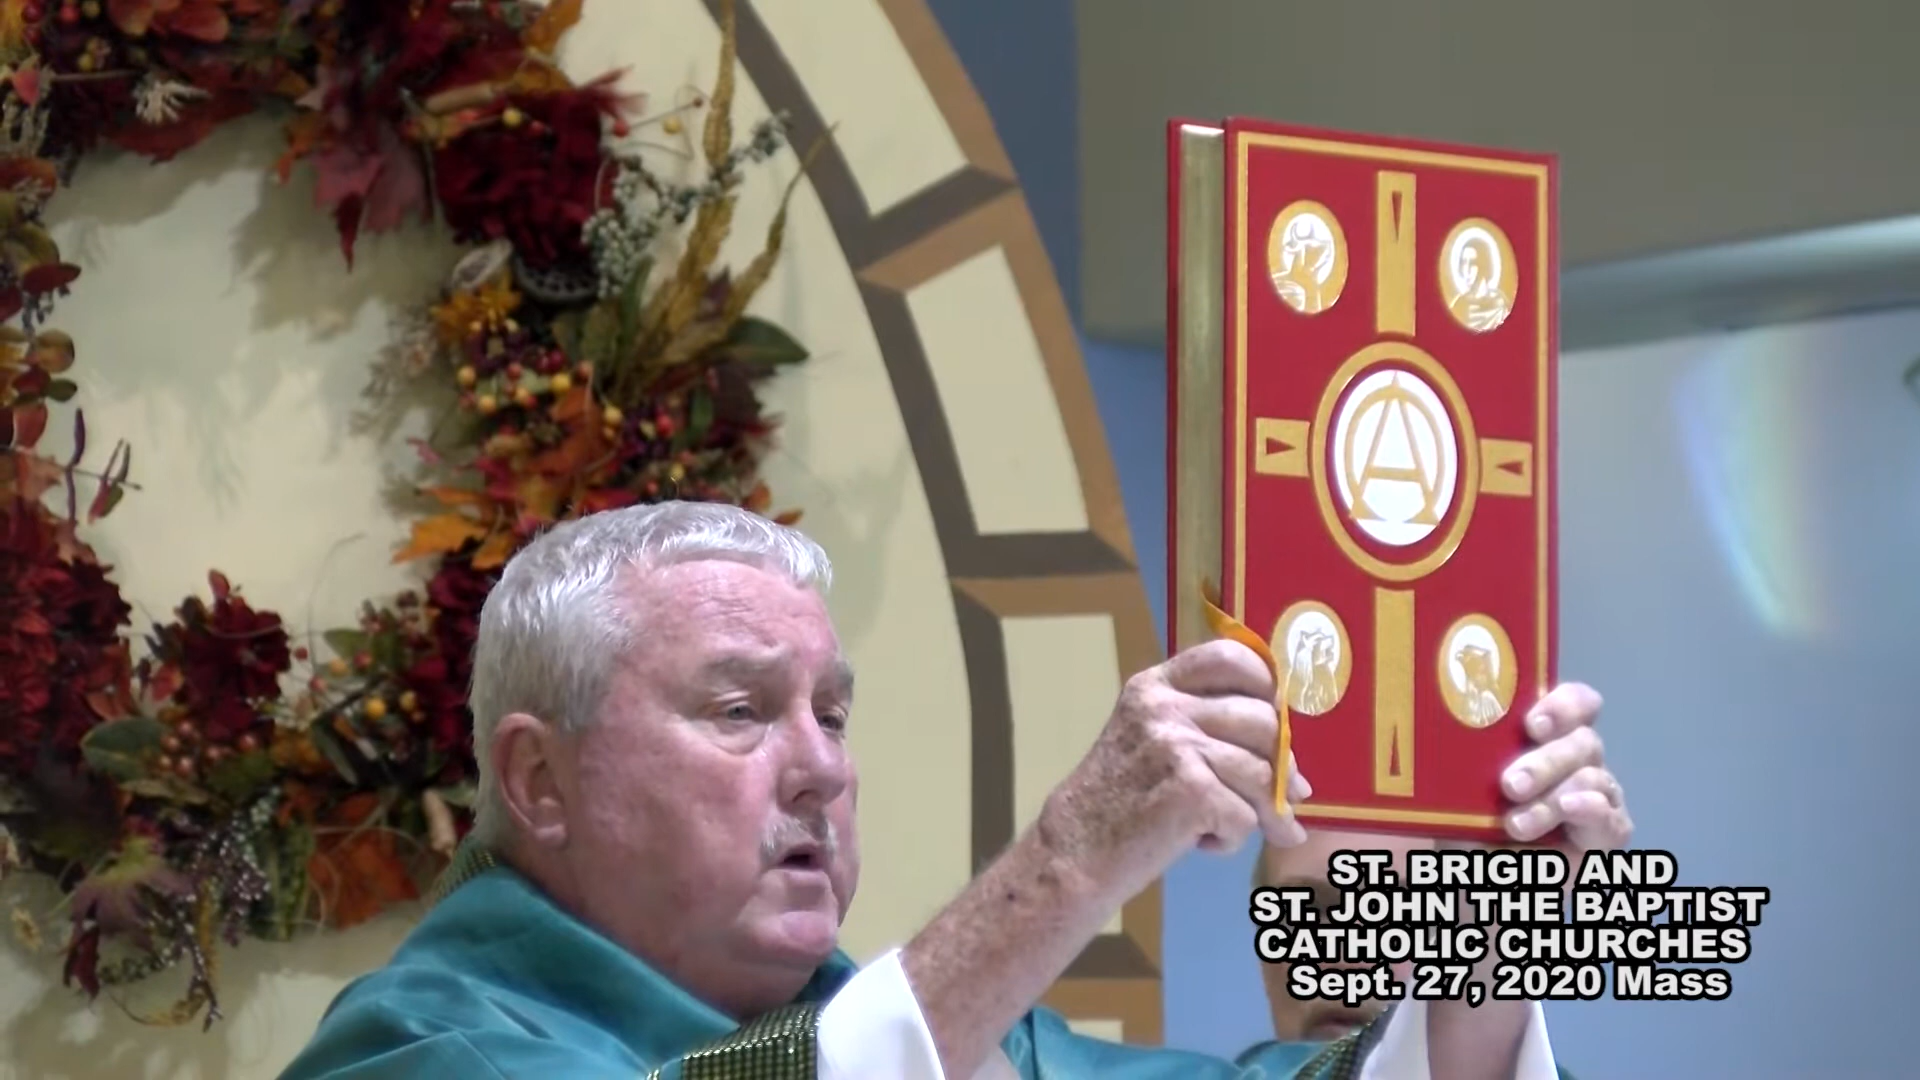 ST. BRIGID AND
ST. JOHN THE BAPTIST
CATHOLIC CHURCHES
Sept. 27, 2020 Mass